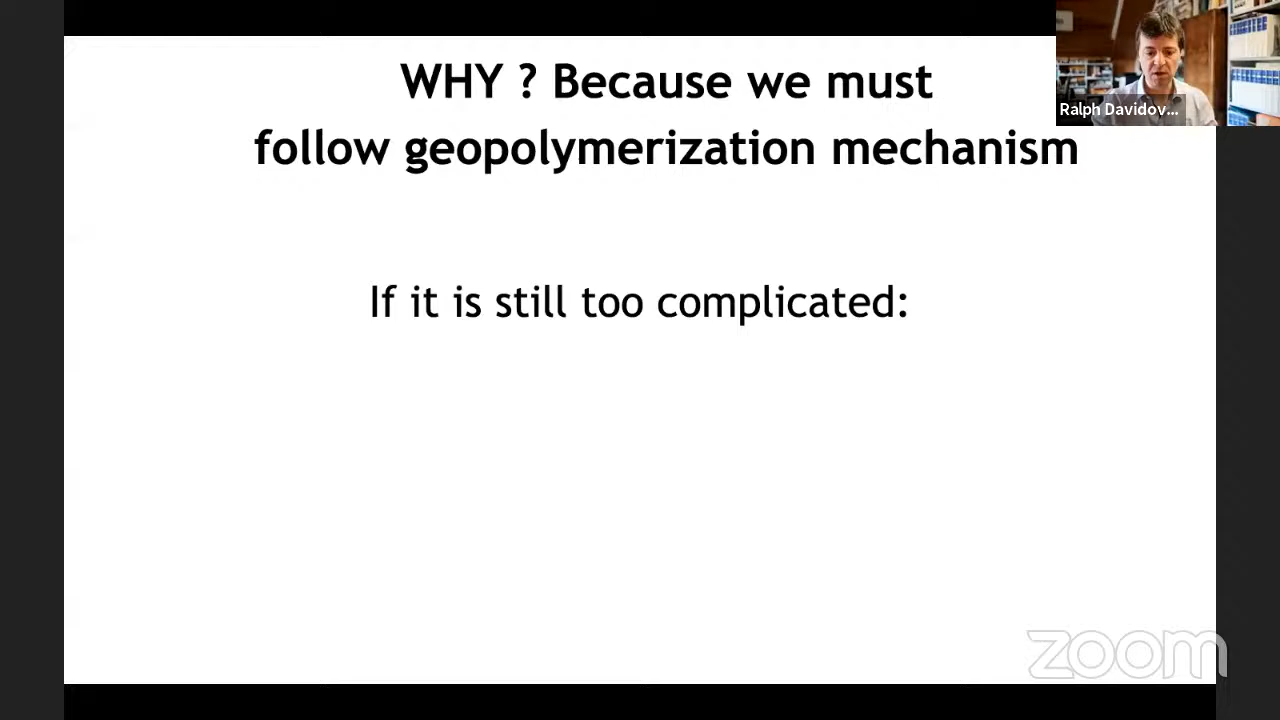 WHY ? Because we must
follow geopolymerization mechanism
Ralph Davidov...
If it is still too complicated:
zoom